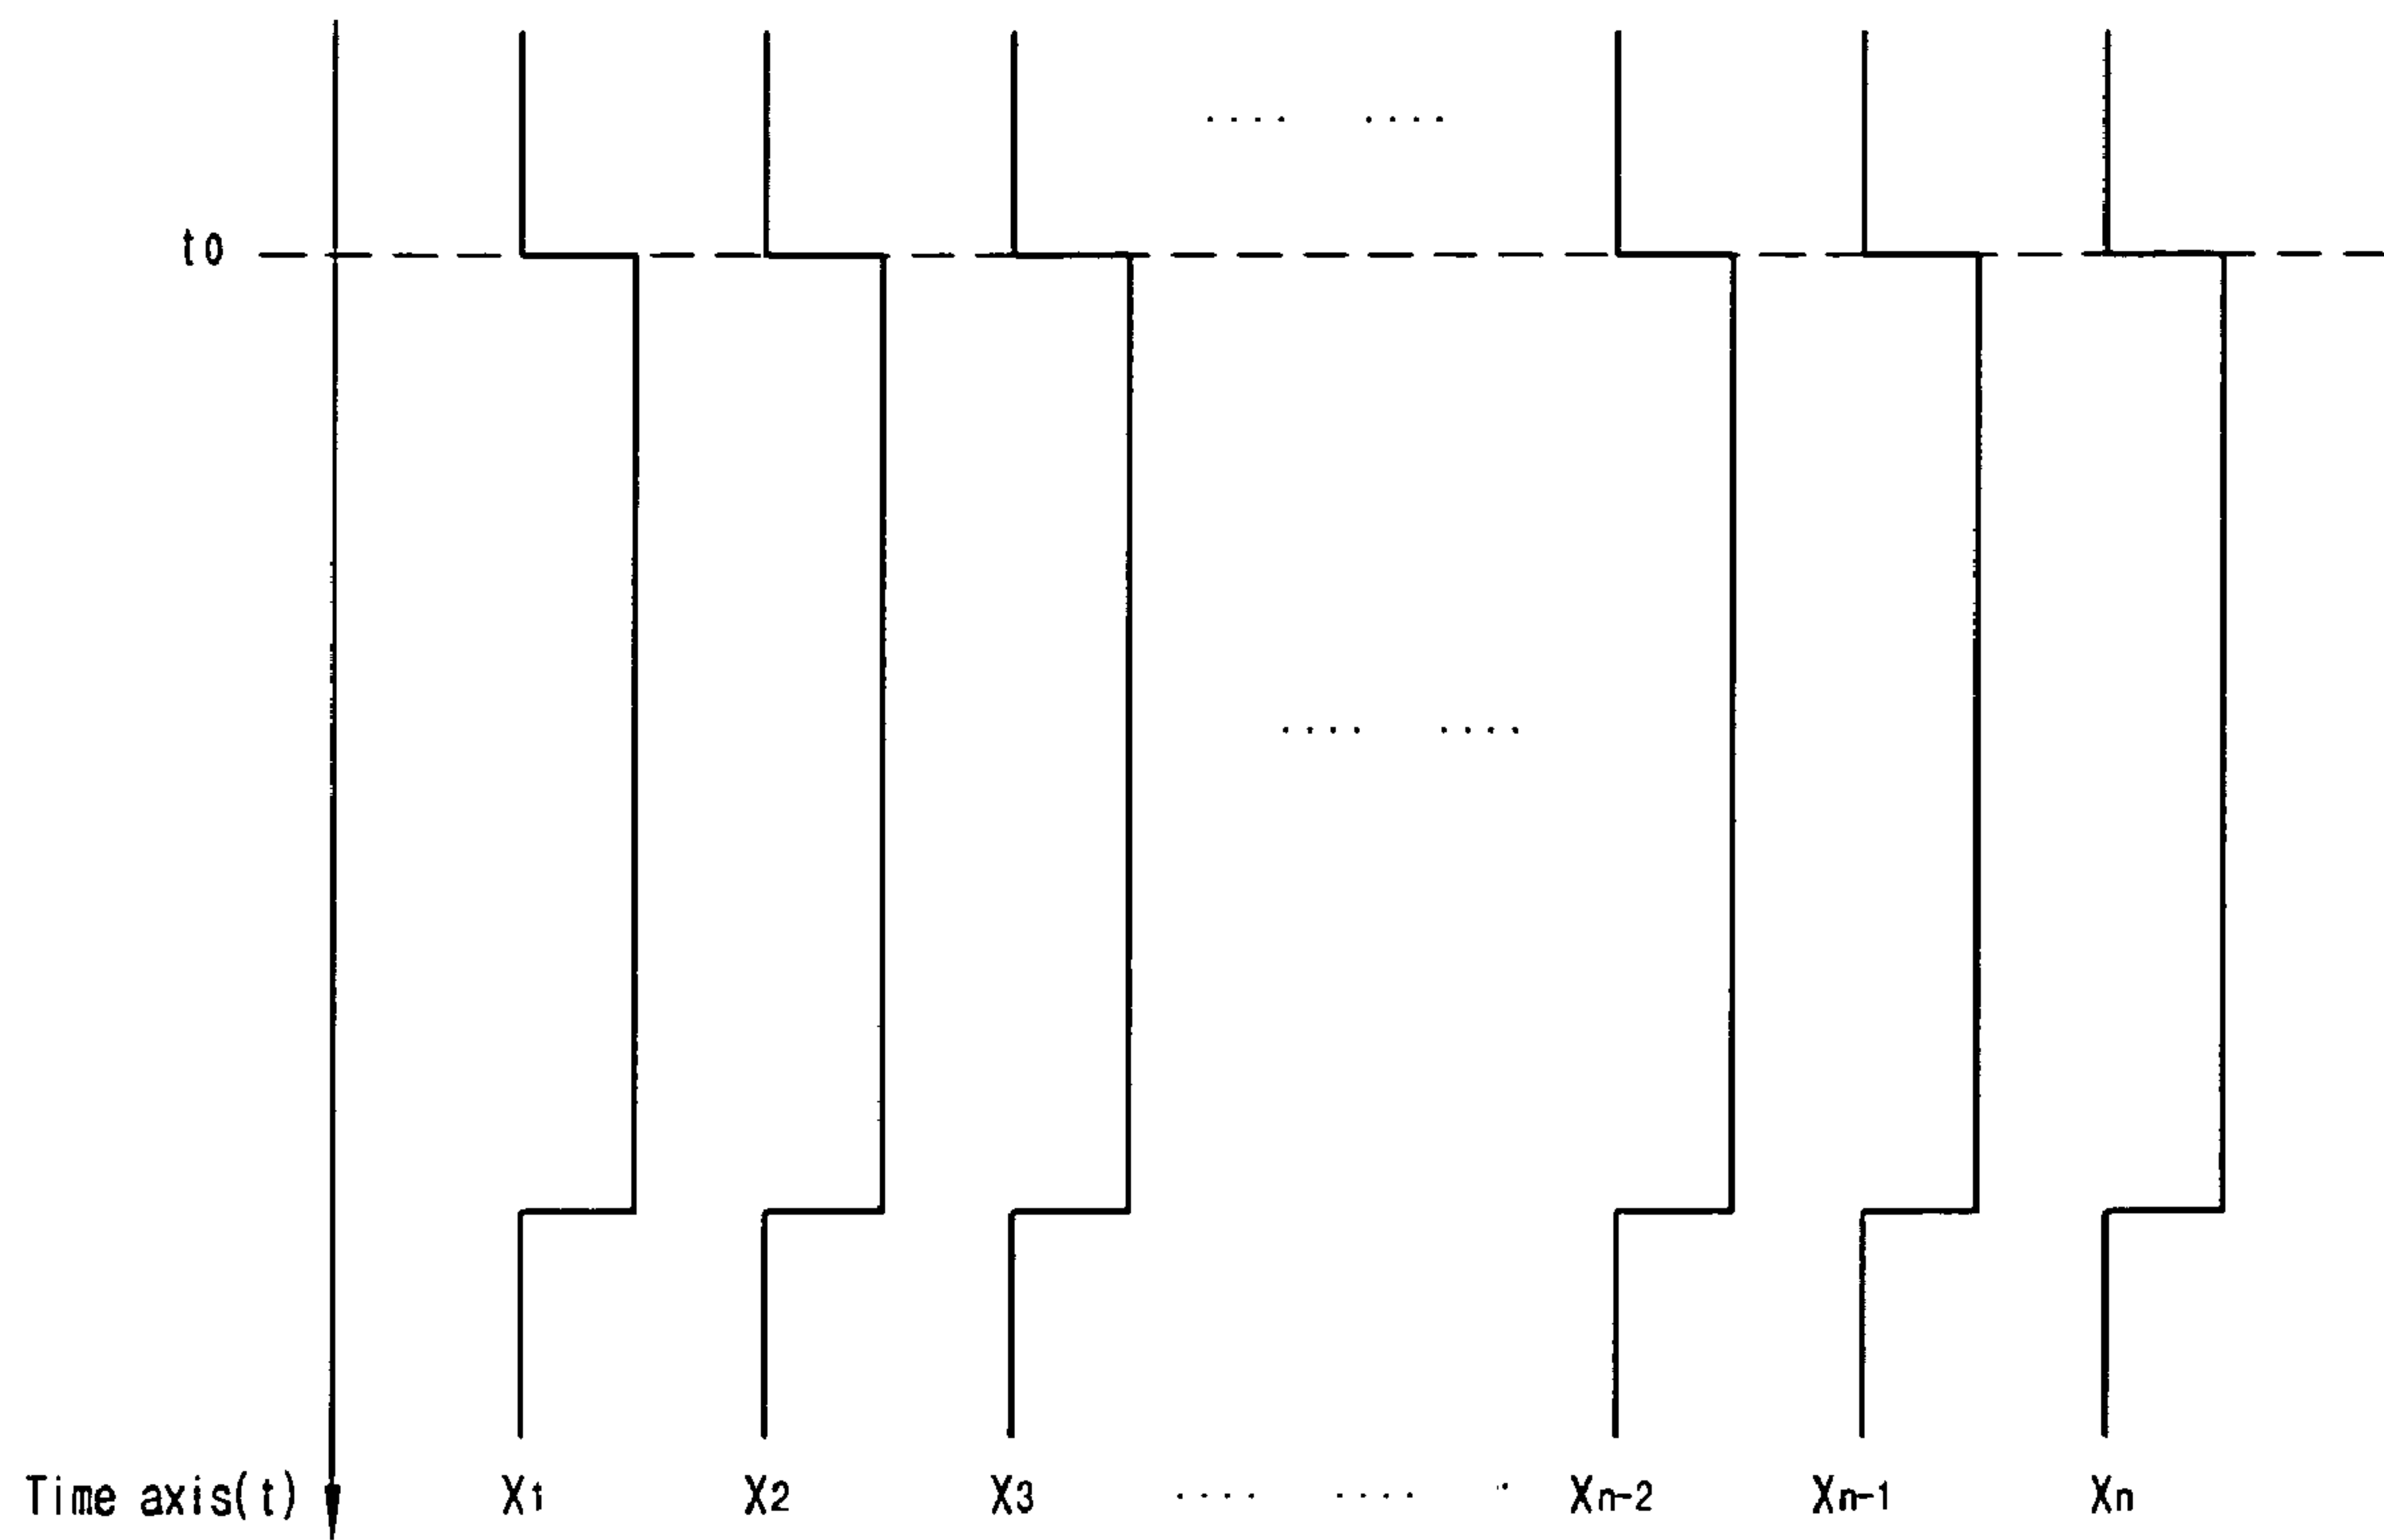 .... ....
to
.... ....
Time axis(t) X1 X2 X3 .... .... Xn-2 Xn-1 Xn